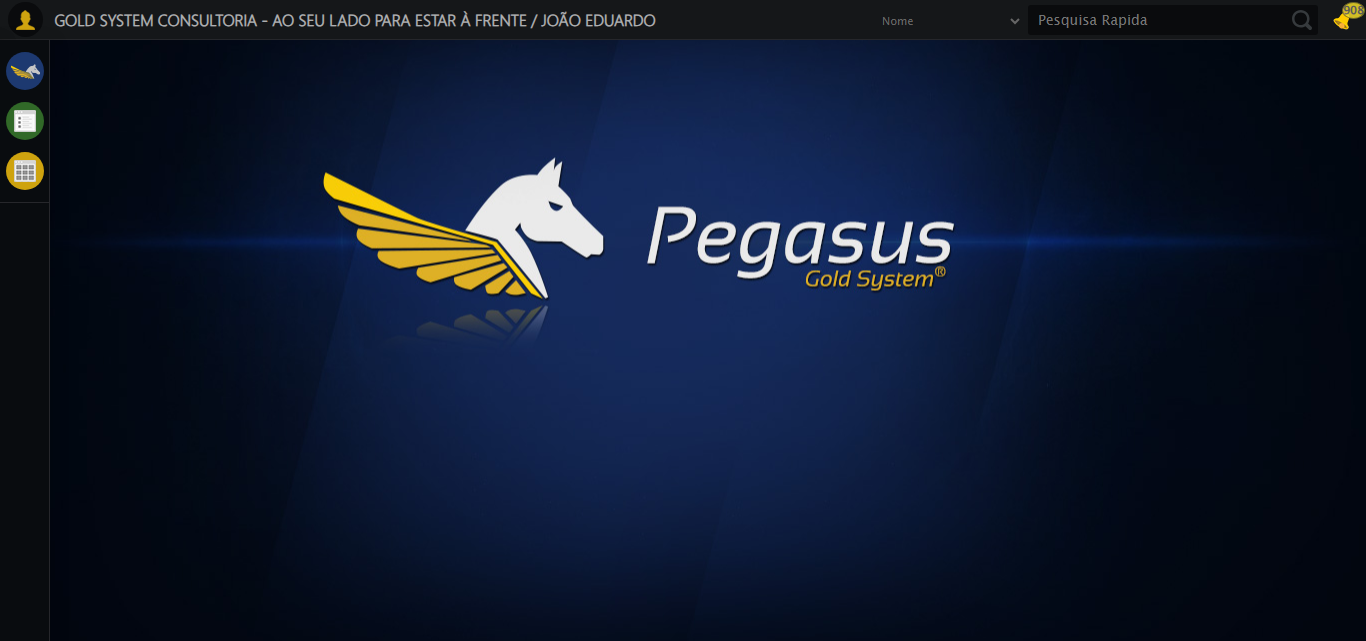 GOLD SYSTEM CONSULTORIA - AO SEU LADO PARA ESTAR À FRENTE / JOÃO EDUARDO
Nome
Pesquisa Rapida
908
Pegasus
Gold System®